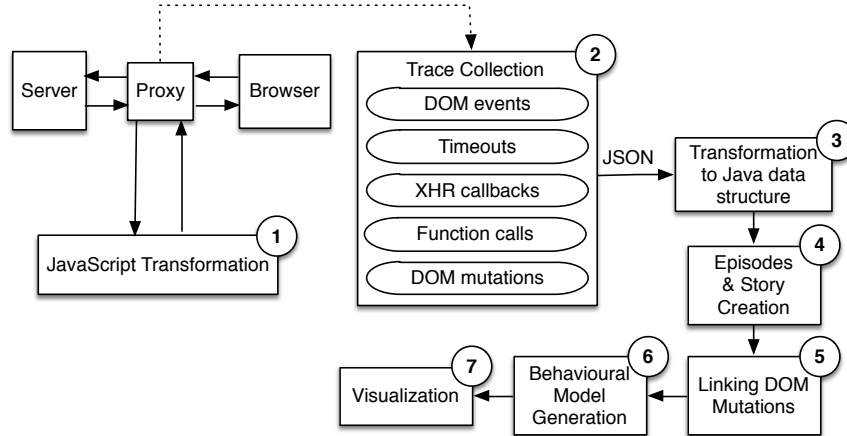 Server
Proxy
Browser
1
JavaScript Transformation
2
Trace Collection
DOM events
Timeouts
XHR callbacks
Function calls
DOM mutations
JSON
3
Transformation
to Java data
structure
4
Episodes
& Story
Creation
5
Linking DOM
Mutations
6
Behavioural
Model
Generation
7
Visualization